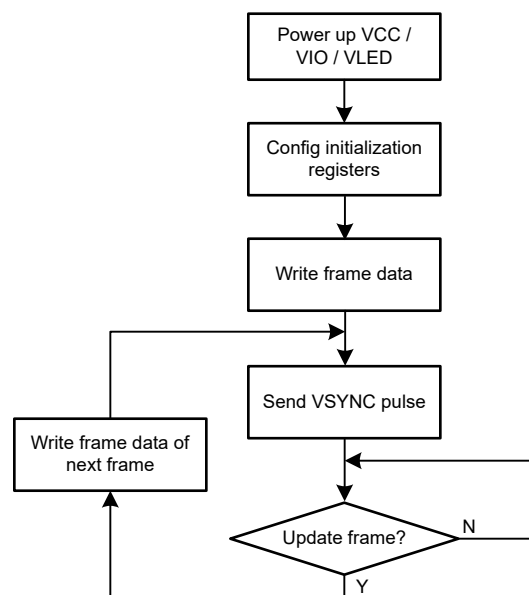 Power up VCC /
VIO / VLED
Config initialization
registers
Write frame data
Send VSYNC pulse
Write frame data of
next frame
Update frame?
N
Y